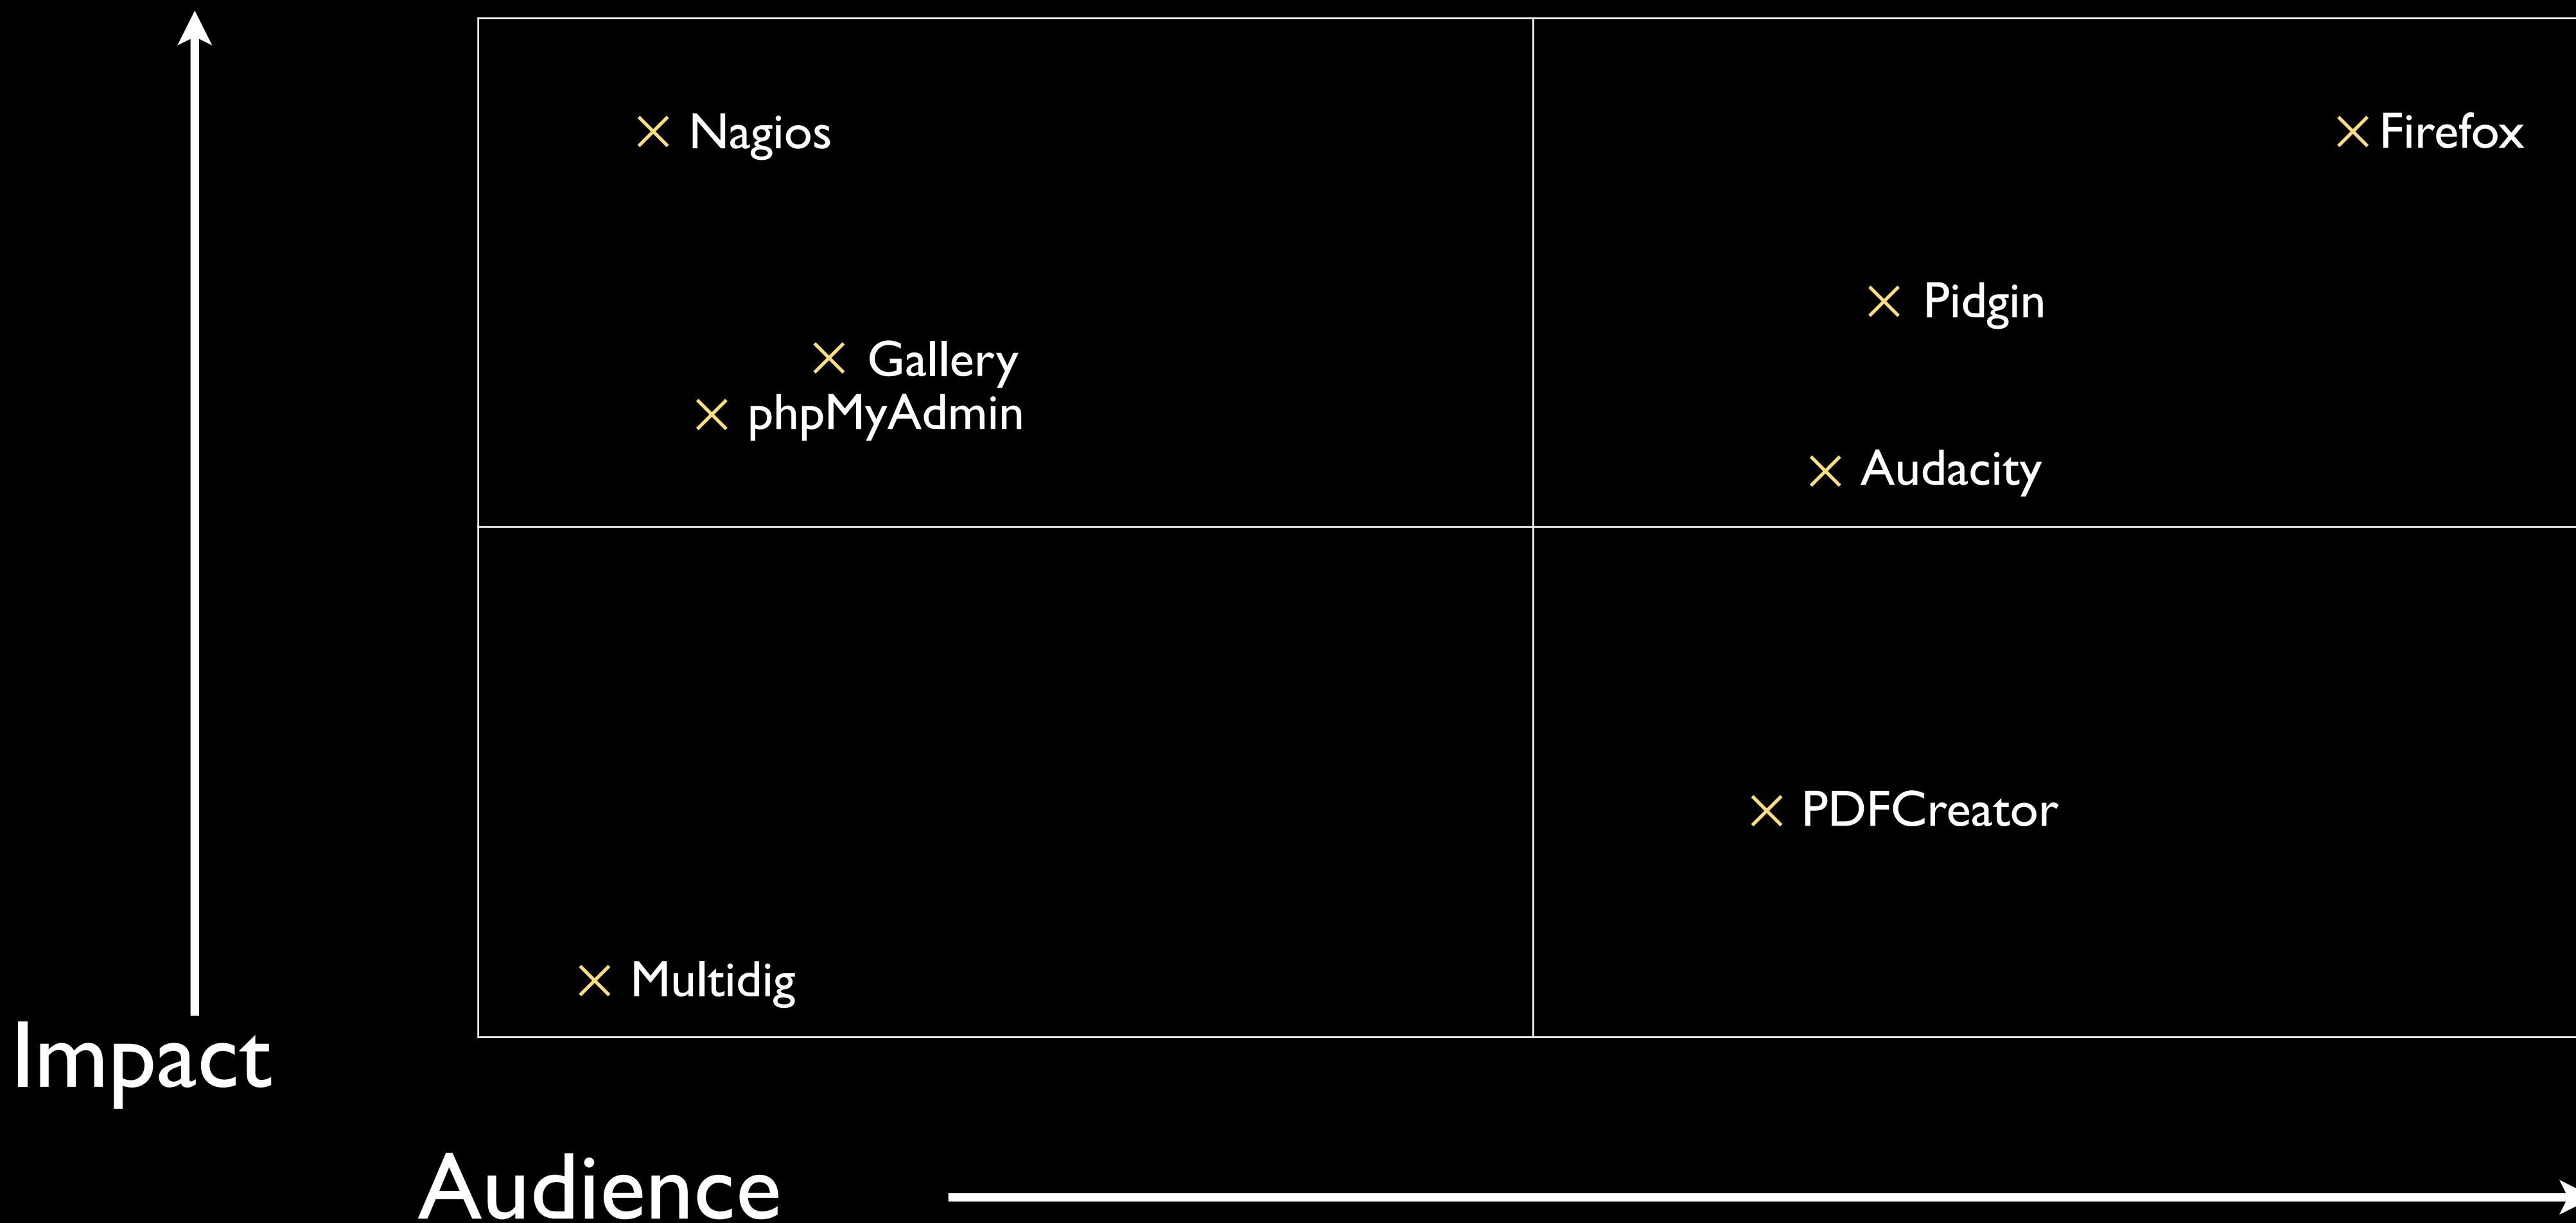 Nagios
Firefox
Pidgin
Gallery
phpMyAdmin
Audacity
PDFCreator
Multidig
Impact
Audience